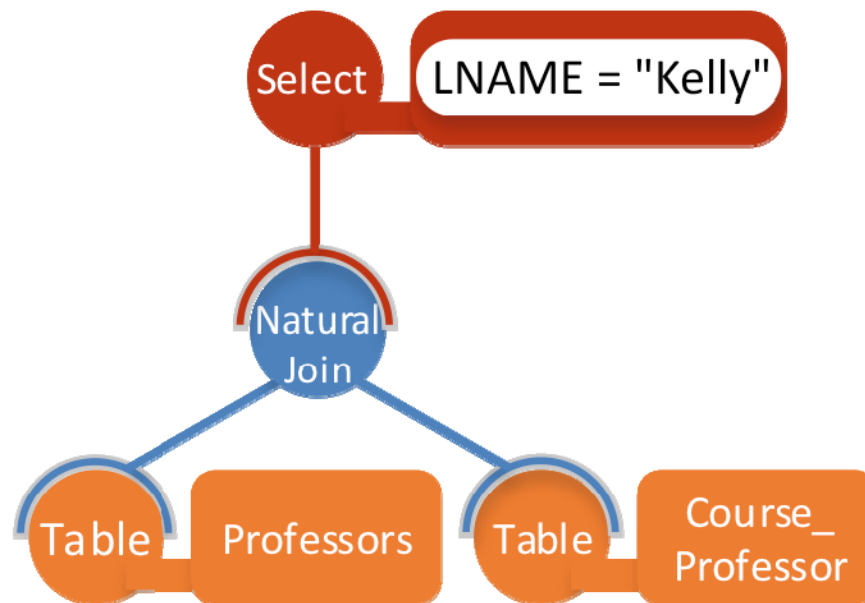 Select
LNAME = "Kelly"
Natural
Join
Table
Professors
Table
Course_
Professor